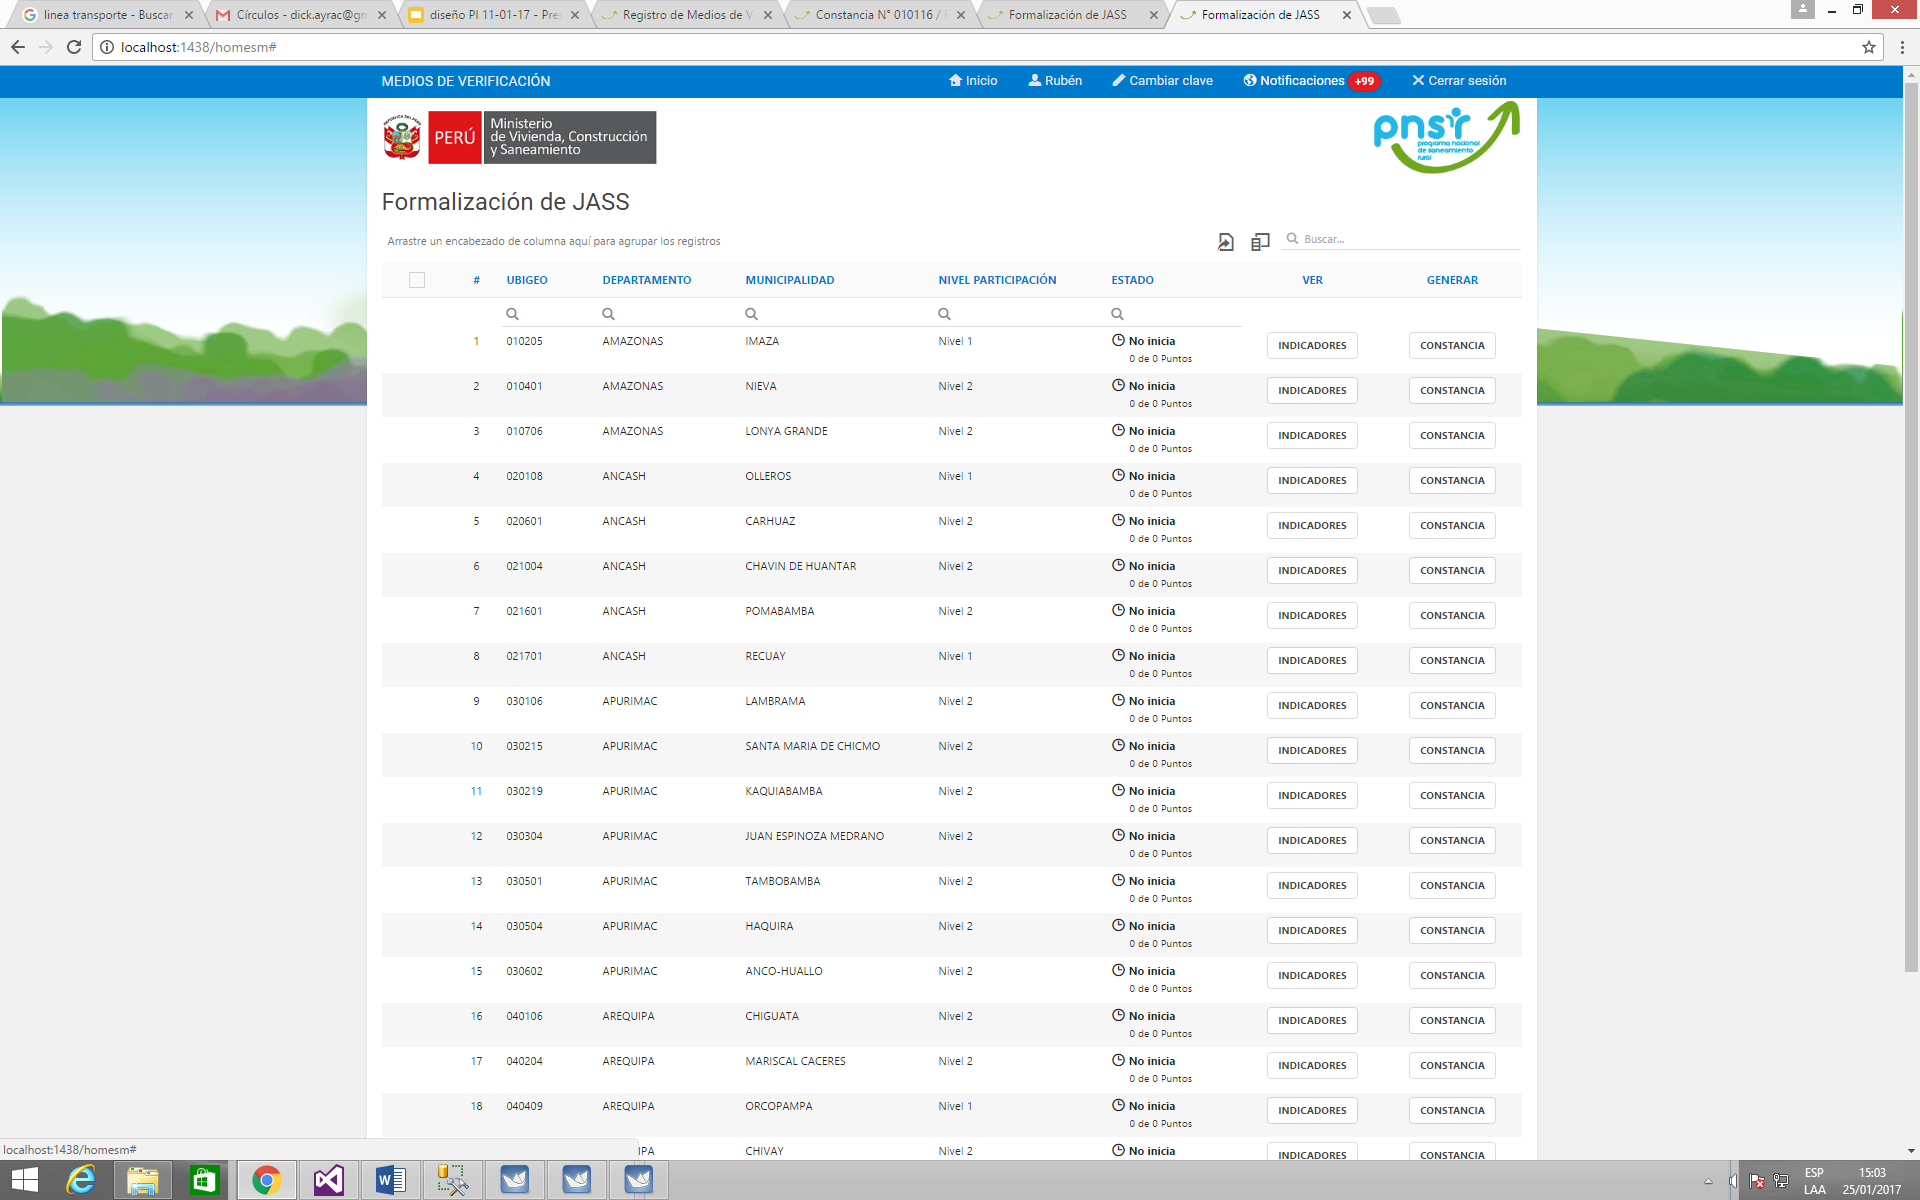 linea transporte - Buscar
Círculos - dick.ayrac@gm
diseño PI 11-01-17 - Pre
Registro de Medios de V
Constancia N° 010116 /
Formalización de JASS
Formalización de JASS
localhost:1438/homesm#
MEDIOS DE VERIFICACIÓN
Inicio
Rubén
Cambiar clave
Notificaciones +99
Cerrar sesión
PERÚ
Ministerio
de Vivienda, Construcción
y Saneamiento
pnsr
programa nacional
de saneamiento
rural
Formalización de JASS
Arrastre un encabezado de columna aquí para agrupar los registros
Buscar...
# UBIGEO DEPARTAMENTO MUNICIPALIDAD NIVEL PARTICIPACIÓN ESTADO VER GENERAR
1 010205 AMAZONAS IMAZA Nivel 1 No inicia INDICADORES CONSTANCIA
0 de 0 Puntos
2 010401 AMAZONAS NIEVA Nivel 2 No inicia INDICADORES CONSTANCIA
0 de 0 Puntos
3 010706 AMAZONAS LONYA GRANDE Nivel 2 No inicia INDICADORES CONSTANCIA
0 de 0 Puntos
4 020108 ANCASH OLLEROS Nivel 1 No inicia INDICADORES CONSTANCIA
0 de 0 Puntos
5 020601 ANCASH CARHUAZ Nivel 2 No inicia INDICADORES CONSTANCIA
0 de 0 Puntos
6 021004 ANCASH CHAVIN DE HUANTAR Nivel 2 No inicia INDICADORES CONSTANCIA
0 de 0 Puntos
7 021601 ANCASH POMABAMBA Nivel 2 No inicia INDICADORES CONSTANCIA
0 de 0 Puntos
8 021701 ANCASH RECUAY Nivel 1 No inicia INDICADORES CONSTANCIA
0 de 0 Puntos
9 030106 APURIMAC LAMBRAMA Nivel 2 No inicia INDICADORES CONSTANCIA
0 de 0 Puntos
10 030215 APURIMAC SANTA MARIA DE CHICMO Nivel 2 No inicia INDICADORES CONSTANCIA
0 de 0 Puntos
11 030219 APURIMAC KAQUIABAMBA Nivel 2 No inicia INDICADORES CONSTANCIA
0 de 0 Puntos
12 030304 APURIMAC JUAN ESPINOZA MEDRANO Nivel 2 No inicia INDICADORES CONSTANCIA
0 de 0 Puntos
13 030501 APURIMAC TAMBOBAMBA Nivel 2 No inicia INDICADORES CONSTANCIA
0 de 0 Puntos
14 030504 APURIMAC HAQUIRA Nivel 2 No inicia INDICADORES CONSTANCIA
0 de 0 Puntos
15 030602 APURIMAC ANCO-HUALLO Nivel 2 No inicia INDICADORES CONSTANCIA
0 de 0 Puntos
16 040106 AREQUIPA CHIGUATA Nivel 2 No inicia INDICADORES CONSTANCIA
0 de 0 Puntos
17 040204 AREQUIPA MARISCAL CACERES Nivel 2 No inicia INDICADORES CONSTANCIA
0 de 0 Puntos
18 040409 AREQUIPA ORCOPAMPA Nivel 1 No inicia INDICADORES CONSTANCIA
0 de 0 Puntos
IPA CHIVAY Nivel 2 No inicia INDICADORES CONSTANCIA
localhost:1438/homesm#
ESP
LAA
15:03
25/01/2017